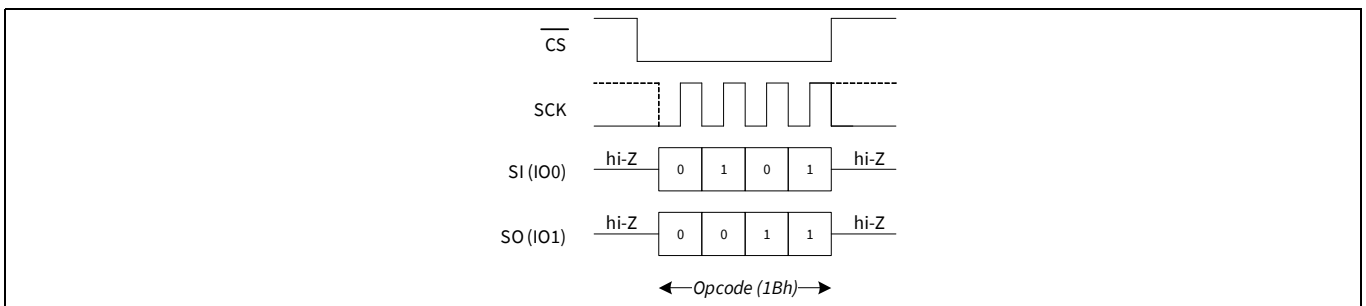 CS
SCK
SI (IO0) hi-Z 0 1 0 1 hi-Z
SO (IO1) hi-Z 0 0 1 1 hi-Z
Opcode (1Bh)